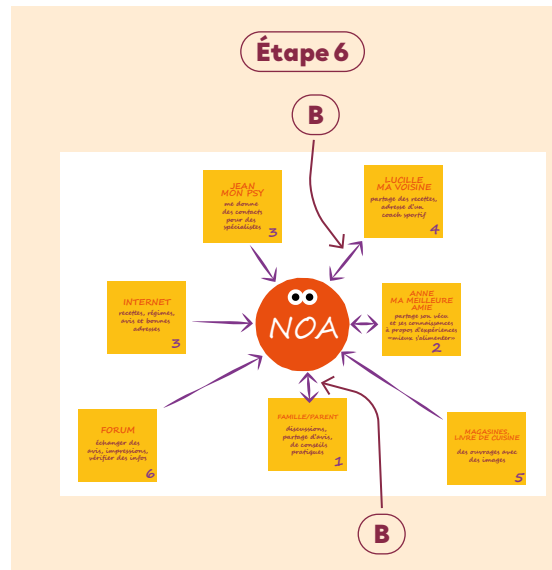 Étape 6
B
JEAN
MON PSY
me donne
des contacts
pour des
spécialistes
3
LUCILLE
MA VOISINE
partage des recettes,
adresse d'un
coach sportif
4
INTERNET
recettes, régimes,
avis et bonnes
adresses
3
NOA
ANNE
MA MEILLEURE
AMIE
partage son vécu
et ses connaissances
à propos d'expériences
«mieux s'alimenter»
2
FORUM
échanger des
avis, impressions,
vérifier des infos
6
FAMILLE/PARENT
discussions,
partage d'avis,
de conseils
pratiques
1
MAGASINES,
LIVRE DE CUISINE
des ouvrages avec
des images
5
B